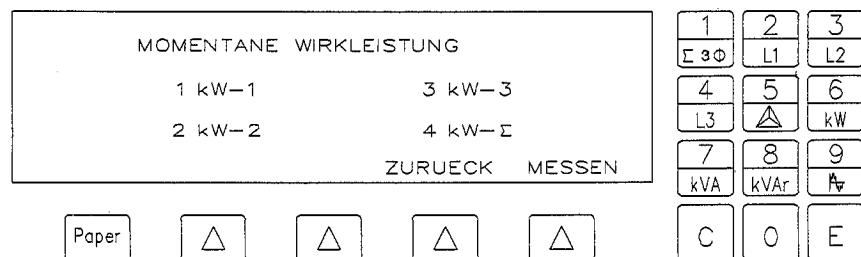 MOMENTANE WIRKLEISTUNG
1 kW-1 3 kW-3
2 kW-2 4 kW-Σ
ZURUECK MESSEN
Paper
1 2 3
Σ 3Φ L1 L2
4 5 6
L3 kW
7 8 9
kVA kVAr
C 0 E